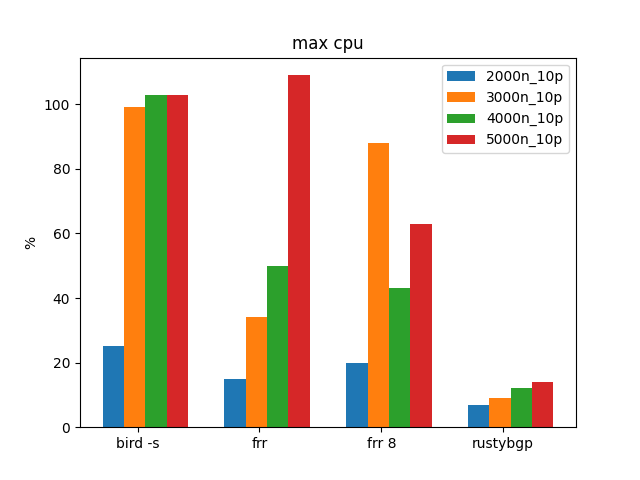 max cpu
2000n_10p
3000n_10p
4000n_10p
5000n_10p
%
100
80
60
40
20
0
bird -s
frr
frr 8
rustybgp